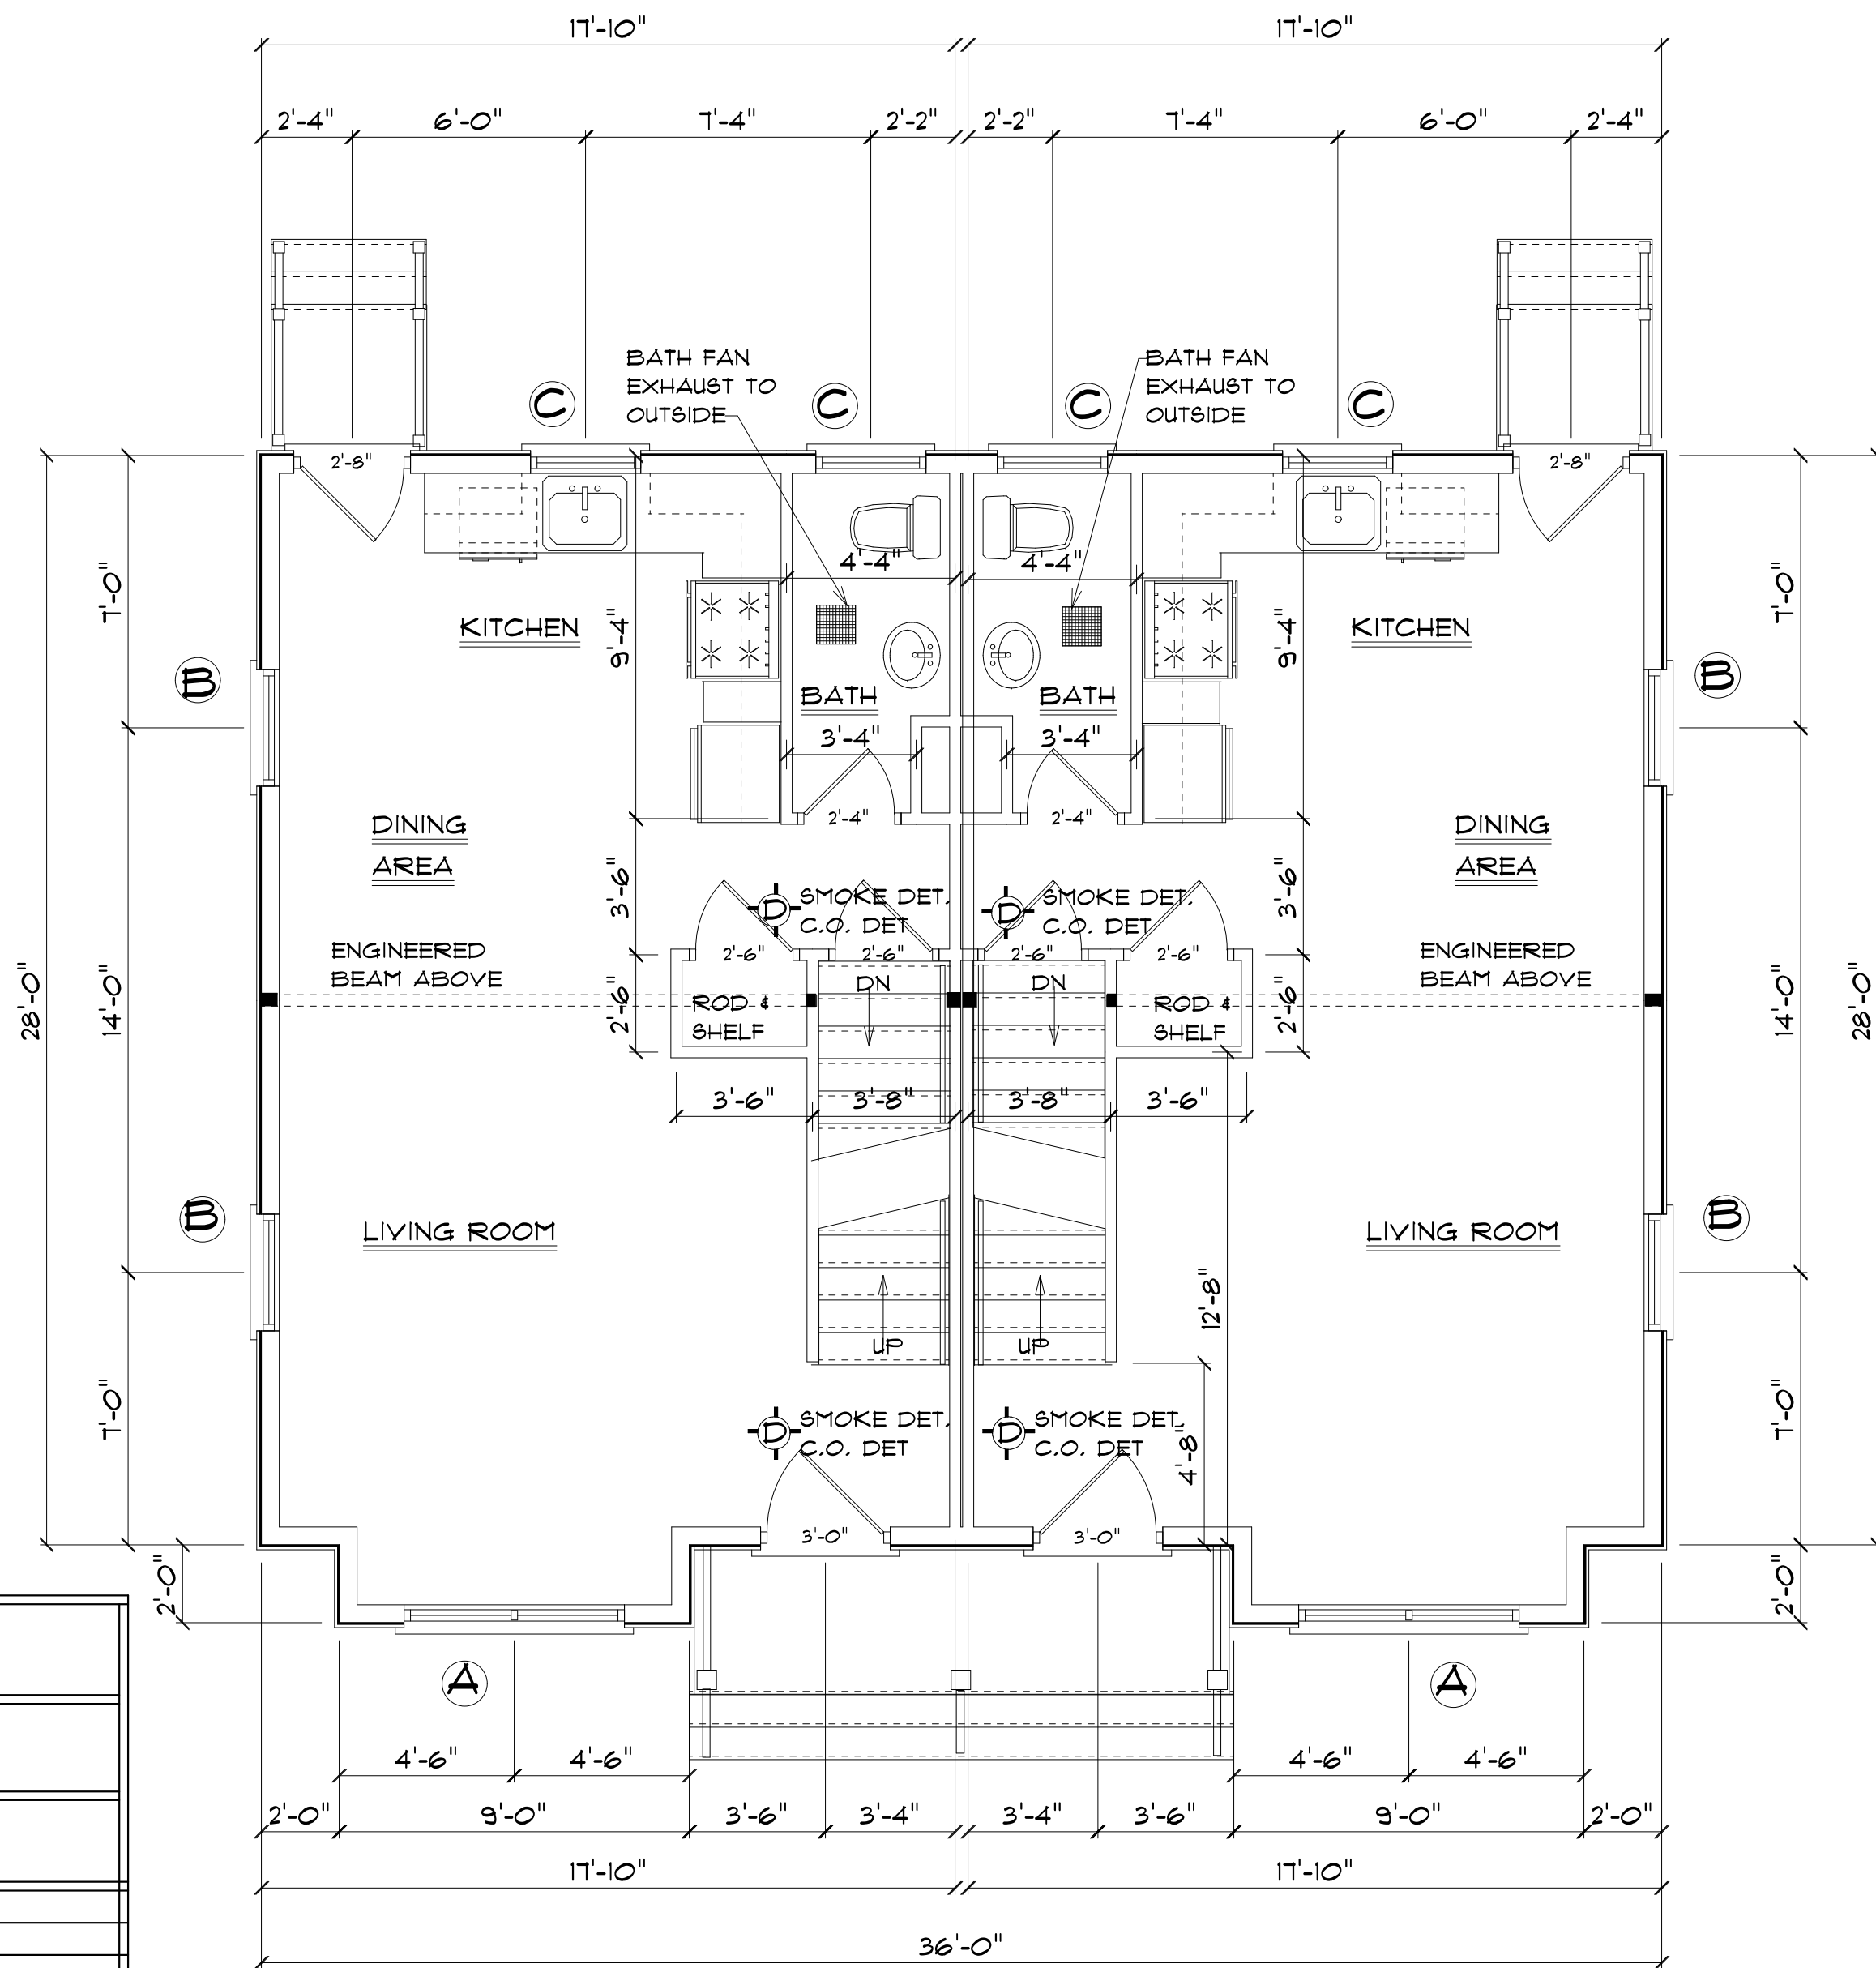 17'-10" 17'-10"
2'-4" 6'-0" 7'-4" 2'-2" 2'-2" 7'-4" 6'-0" 2'-4"
BATH FAN
EXHAUST TO
OUTSIDE
BATH FAN
EXHAUST TO
OUTSIDE
C C C C
2'-8" 2'-8"
4'-4" 4'-4"
7'-0" 9'-4" 9'-4" 7'-0"
KITCHEN KITCHEN
B BATH BATH B
3'-4" 3'-4"
2'-4" 2'-4"
DINING
AREA
DINING
AREA
3'-6" 3'-6"
D SMOKE DET.
C.O. DET
D SMOKE DET.
C.O. DET
2'-6" 2'-6" 2'-6" 2'-6"
ENGINEERED
BEAM ABOVE
ENGINEERED
BEAM ABOVE
28'-0" 14'-0" 2'-6" 2'-6" 14'-0" 28'-0"
DN DN
ROD &
SHELF
ROD &
SHELF
3'-6" 3'-8" 3'-8" 3'-6"
B B
LIVING ROOM LIVING ROOM
12'-8"
UP UP
7'-0" 7'-0"
D SMOKE DET.
C.O. DET
D SMOKE DET.
C.O. DET
4'-8"
3'-0" 3'-0"
2'-0" 2'-0"
A A
4'-6" 4'-6" 4'-6" 4'-6"
2'-0" 9'-0" 3'-6" 3'-4" 3'-4" 3'-6" 9'-0" 2'-0"
17'-10" 17'-10"
36'-0"